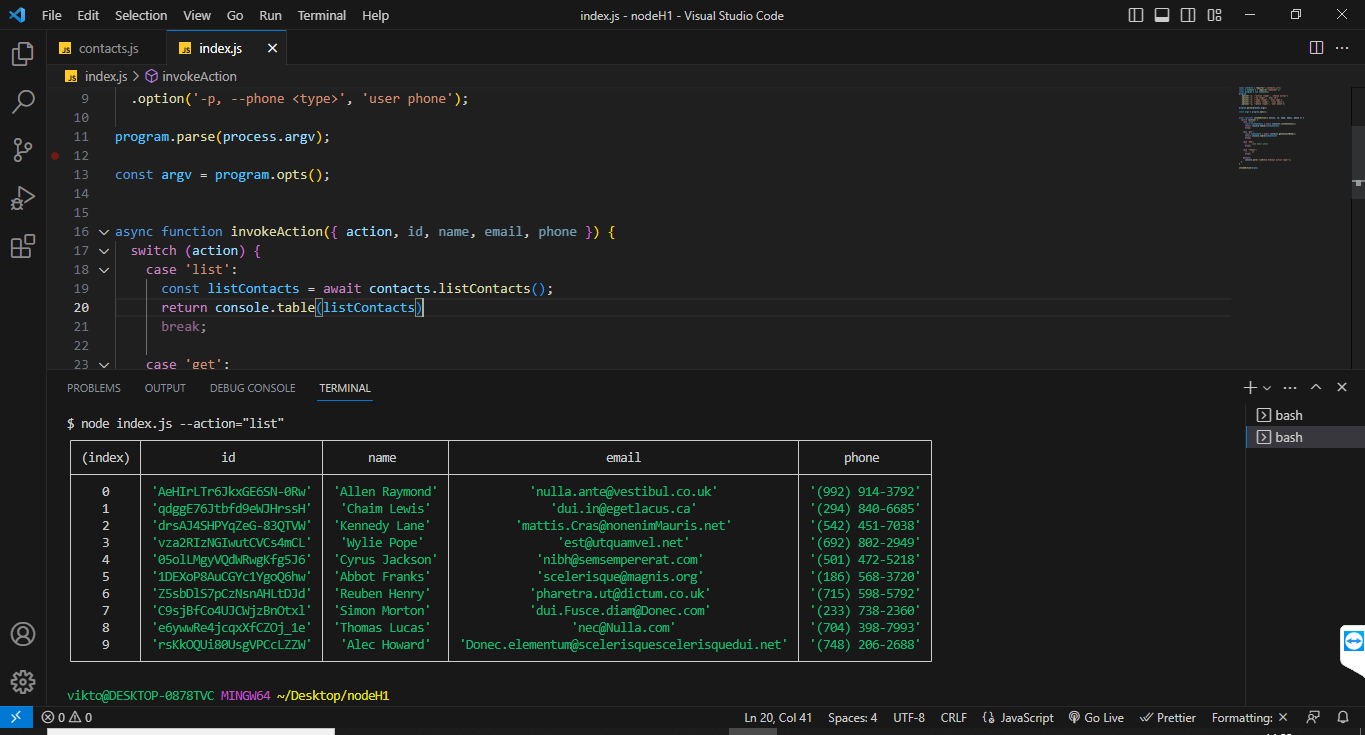 File Edit Selection View Go Run Terminal Help index.js - nodeH1 - Visual Studio Code
JS contacts.js JS index.js
JS index.js > invokeAction
9 .option('-p, --phone <type>', 'user phone');
10
11 program.parse(process.argv);
12
13 const argv = program.opts();
14
15
16 async function invokeAction({ action, id, name, email, phone }) {
17 switch (action) {
18 case 'list':
19 const listContacts = await contacts.listContacts();
20 return console.table(listContacts)
21 break;
22
23 case 'get':
PROBLEMS OUTPUT DEBUG CONSOLE TERMINAL
bash
bash
$ node index.js --action="list"
(index) id name email phone
0 'AeHIrLTr6JkxGE6SN-0Rw' 'Allen Raymond' 'nulla.ante@vestibul.co.uk' '(992) 914-3792'
1 'qdggE76Jtbfd9eWJHrssH' 'Chaim Lewis' 'dui.in@egetlacus.ca' '(294) 840-6685'
2 'drsAJ4SHPYqZeG-83QTVW' 'Kennedy Lane' 'mattis.Cras@nonenimMauris.net' '(542) 451-7038'
3 'vza2RIzNGIwutCVCs4mCL' 'Wylie Pope' 'est@utquamvel.net' '(692) 802-2949'
4 '05olLMgyVQdWRwgKfg5J6' 'Cyrus Jackson' 'nibh@semsempererat.com' '(501) 472-5218'
5 '1DEXoP8AuCGYc1YgoQ6hw' 'Abbot Franks' 'scelerisque@magnis.org' '(186) 568-3720'
6 'Z5sbDlS7pCzNsnAHLtDJd' 'Reuben Henry' 'pharetra.ut@dictum.co.uk' '(715) 598-5792'
7 'C9sjBfCo4UJCWjzBnOtxl' 'Simon Morton' 'dui.Fusce.diam@Donec.com' '(233) 738-2360'
8 'e6ywwRe4jcqxXfCZOj_1e' 'Thomas Lucas' 'nec@Nulla.com' '(704) 398-7993'
9 'rsKkOQUi80UsgVPCcLZZW' 'Alec Howard' 'Donec.elementum@scelerisquescelerisquedui.net' '(748) 206-2688'
vikto@DESKTOP-0878TVC MINGW64 ~/Desktop/nodeH1
0 0 Ln 20, Col 41 Spaces: 4 UTF-8 CRLF JavaScript Go Live Prettier Formatting: ×